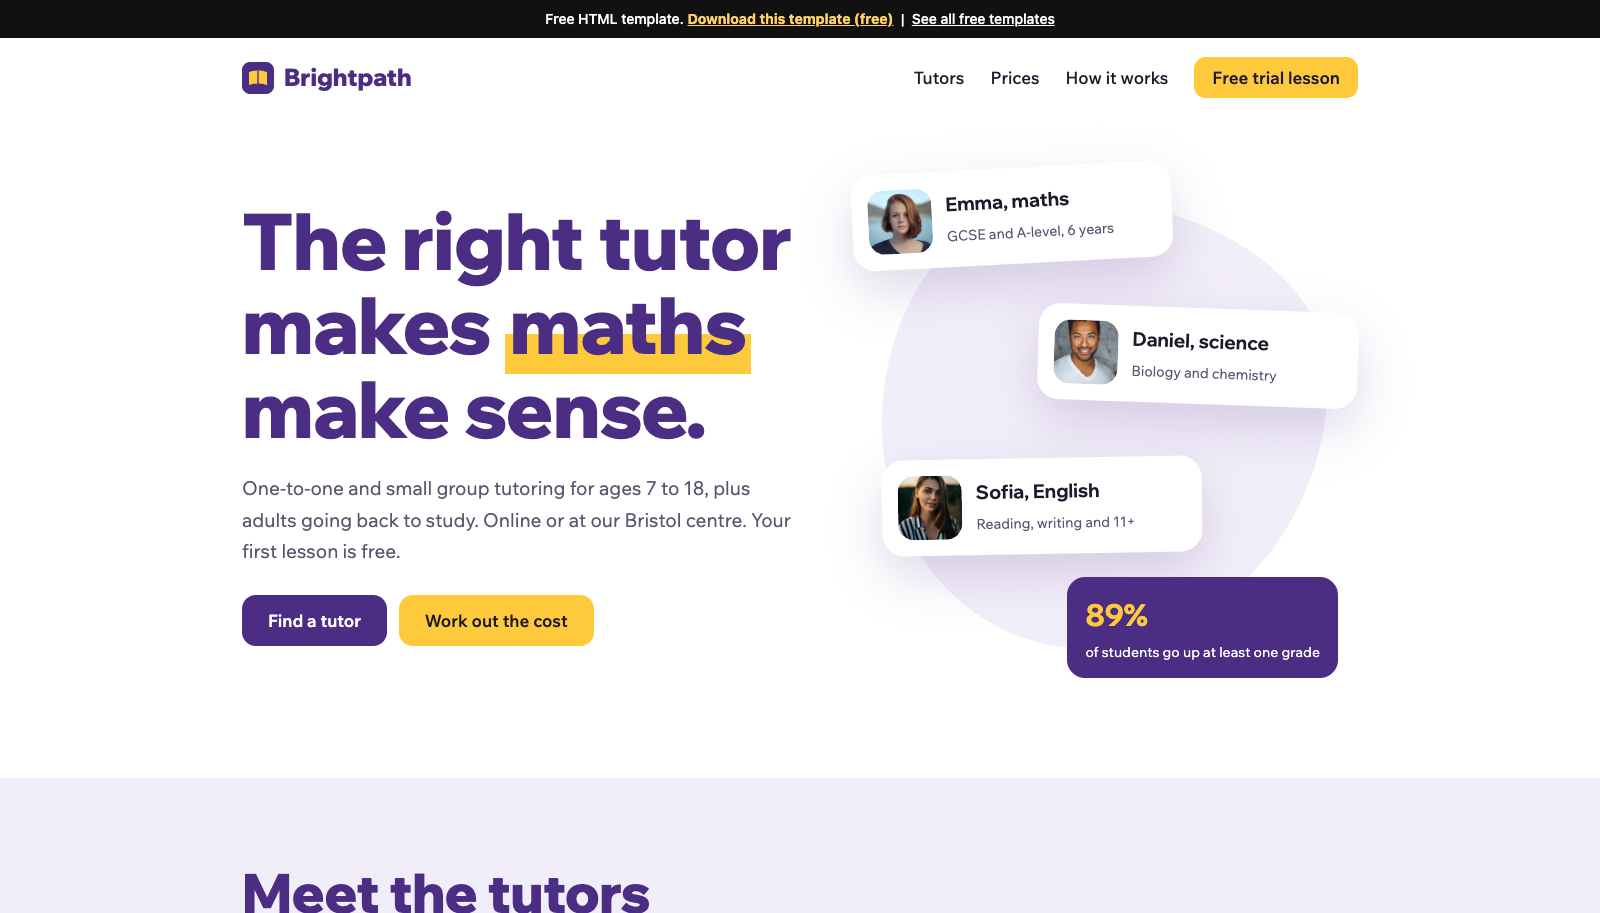 Free HTML template. Download this template (free) | See all free templates
Brightpath
Tutors Prices How it works Free trial lesson
The right tutor
makes maths
make sense.
One-to-one and small group tutoring for ages 7 to 18, plus
adults going back to study. Online or at our Bristol centre. Your
first lesson is free.
Find a tutor Work out the cost
Emma, maths
GCSE and A-level, 6 years
Daniel, science
Biology and chemistry
Sofia, English
Reading, writing and 11+
89%
of students go up at least one grade
Meet the tutors